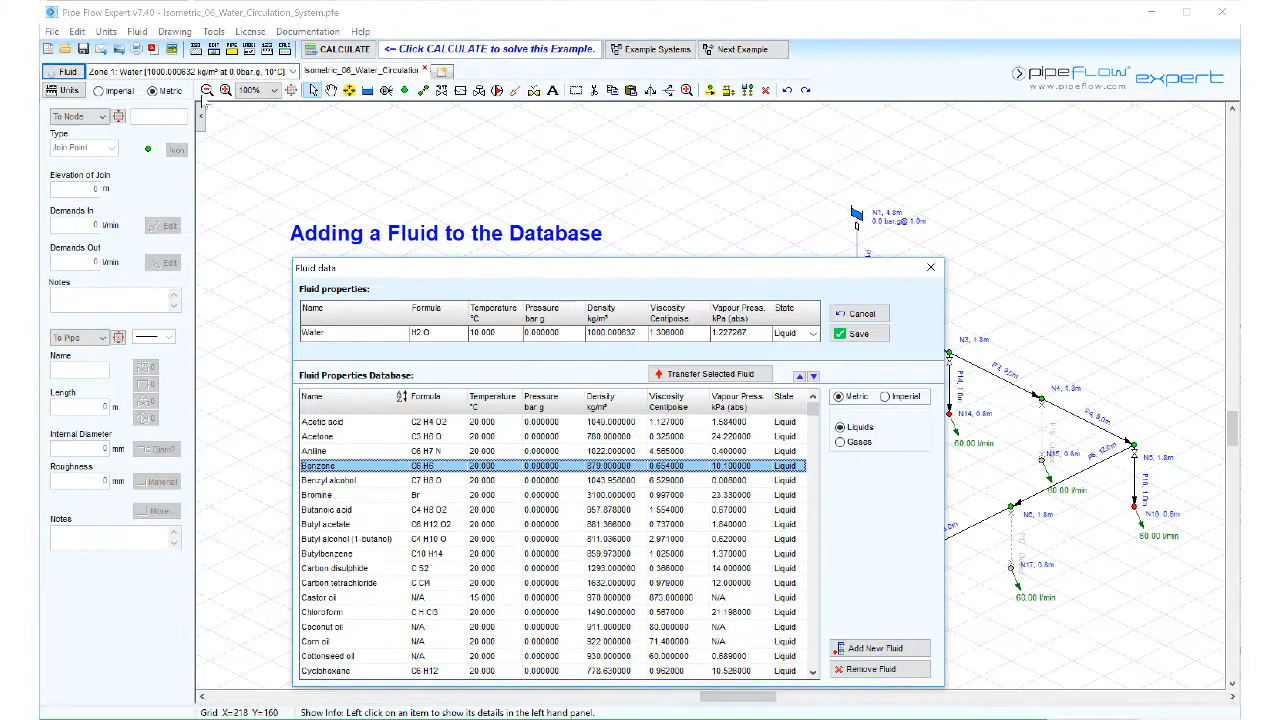 Pipe Flow Expert v7.40 - Isometric_06_Water_Circulation_System.pfe
File Edit Units Fluid Drawing Tools License Documentation Help
CALCULATE <- Click CALCULATE to solve this Example. Example Systems Next Example
Fluid Zone 1: Water [1000.000632 kg/m³ at 0.0bar.g, 10°C] Isometric_06_Water_Circulation
pipeflow expert
www.pipeflow.com
Units Imperial Metric 100%
To Node
Type
Join Point Icon
Elevation of Join
0 m
Demands In
0 l/min Edit
Demands Out
0 l/min Edit
Notes
To Pipe
Name
Length
0 m
Internal Diameter
0 mm Diam?
Roughness
0 mm Material
More...
Notes
Adding a Fluid to the Database
N1, 4.8m
0.0 bar.g@ 1.0m
Fluid data
Fluid properties:
Name Formula Temperature °C Pressure bar g Density kg/m³ Viscosity Centipoise Vapour Press. kPa (abs) State
Water H2 O 10.000 0.000000 1000.000632 1.306000 1.227267 Liquid
Cancel
Save
Fluid Properties Database: Transfer Selected Fluid
Name Formula Temperature °C Pressure bar g Density kg/m³ Viscosity Centipoise Vapour Press. kPa (abs) State
Acetic acid C2 H4 O2 20.000 0.000000 1049.000000 1.127000 1.584000 Liquid
Acetone C3 H6 O 20.000 0.000000 780.000000 0.325000 24.220000 Liquid
Aniline C6 H7 N 20.000 0.000000 1022.000000 4.565000 0.400000 Liquid
Benzene C6 H6 20.000 0.000000 879.000000 0.654000 10.100000 Liquid
Benzyl alcohol C7 H8 O 20.000 0.000000 1043.958000 6.529000 0.008000 Liquid
Bromine Br 20.000 0.000000 3100.000000 0.997000 23.330000 Liquid
Butanoic acid C4 H8 O2 20.000 0.000000 957.878000 1.554000 0.570000 Liquid
Butyl acetate C6 H12 O2 20.000 0.000000 881.366000 0.737000 1.640000 Liquid
Butyl alcohol (1-butanol) C4 H10 O 20.000 0.000000 811.036000 2.971000 0.620000 Liquid
Butylbenzene C10 H14 20.000 0.000000 859.973000 1.025000 1.370000 Liquid
Carbon disulphide C S2 20.000 0.000000 1293.000000 0.366000 14.000000 Liquid
Carbon tetrachloride C Cl4 20.000 0.000000 1632.000000 0.979000 12.000000 Liquid
Castor oil N/A 15.000 0.000000 970.000000 873.000000 N/A Liquid
Chloroform C H Cl3 20.000 0.000000 1490.000000 0.567000 21.198000 Liquid
Coconut oil N/A 20.000 0.000000 911.000000 80.000000 N/A Liquid
Corn oil N/A 20.000 0.000000 922.000000 71.400000 N/A Liquid
Cottonseed oil N/A 20.000 0.000000 930.000000 60.000000 0.689000 Liquid
Cyclohexane C6 H12 20.000 0.000000 778.630000 0.962000 10.526000 Liquid
Metric Imperial
Liquids
Gases
Add New Fluid
Remove Fluid
N3, 1.8m
N4, 1.8m
N14, 0.8m
60.00 l/min
N15, 0.8m
60.00 l/min
N5, 1.8m
N6, 1.8m
N16, 0.8m
60.00 l/min
N17, 0.8m
60.00 l/min
Grid X=218 Y=160 Show Info: Left click on an item to show its details in the left hand panel.